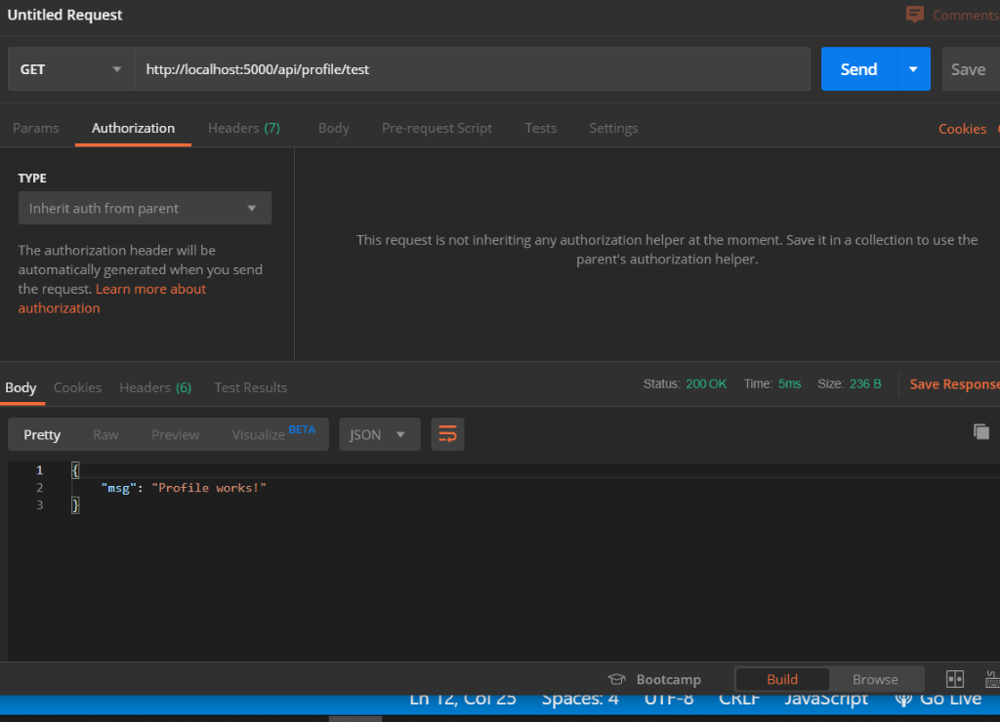 Untitled Request
Comments
GET
http://localhost:5000/api/profile/test
Send
Save
Params
Authorization
Headers (7)
Body
Pre-request Script
Tests
Settings
Cookies
TYPE
Inherit auth from parent
The authorization header will be
automatically generated when you send
the request. Learn more about
authorization
This request is not inheriting any authorization helper at the moment. Save it in a collection to use the
parent's authorization helper.
Body
Cookies
Headers (6)
Test Results
Status: 200 OK
Time: 5ms
Size: 236 B
Save Response
Pretty
Raw
Preview
Visualize BETA
JSON
1 {
2 "msg": "Profile works!"
3 }
Bootcamp
Build
Browse
Ln 12, Col 25
Spaces: 4
UTF-8
CRLF
JavaScript
Go Live